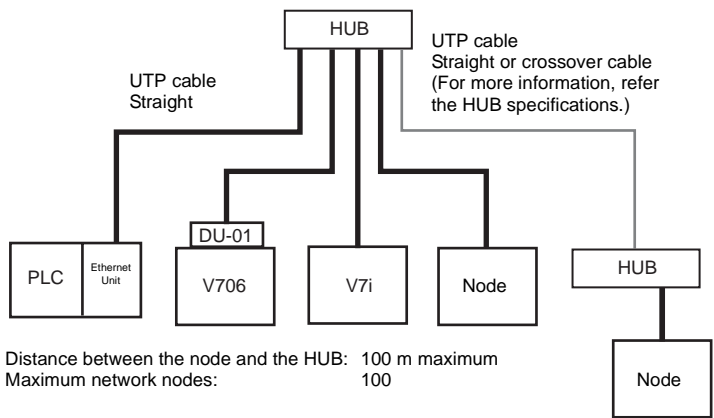 HUB
UTP cable
Straight or crossover cable
(For more information, refer
the HUB specifications.)
UTP cable
Straight
DU-01
PLC
Ethernet
Unit
V706
V7i
Node
HUB
Distance between the node and the HUB: 100 m maximum
Maximum network nodes: 100
Node